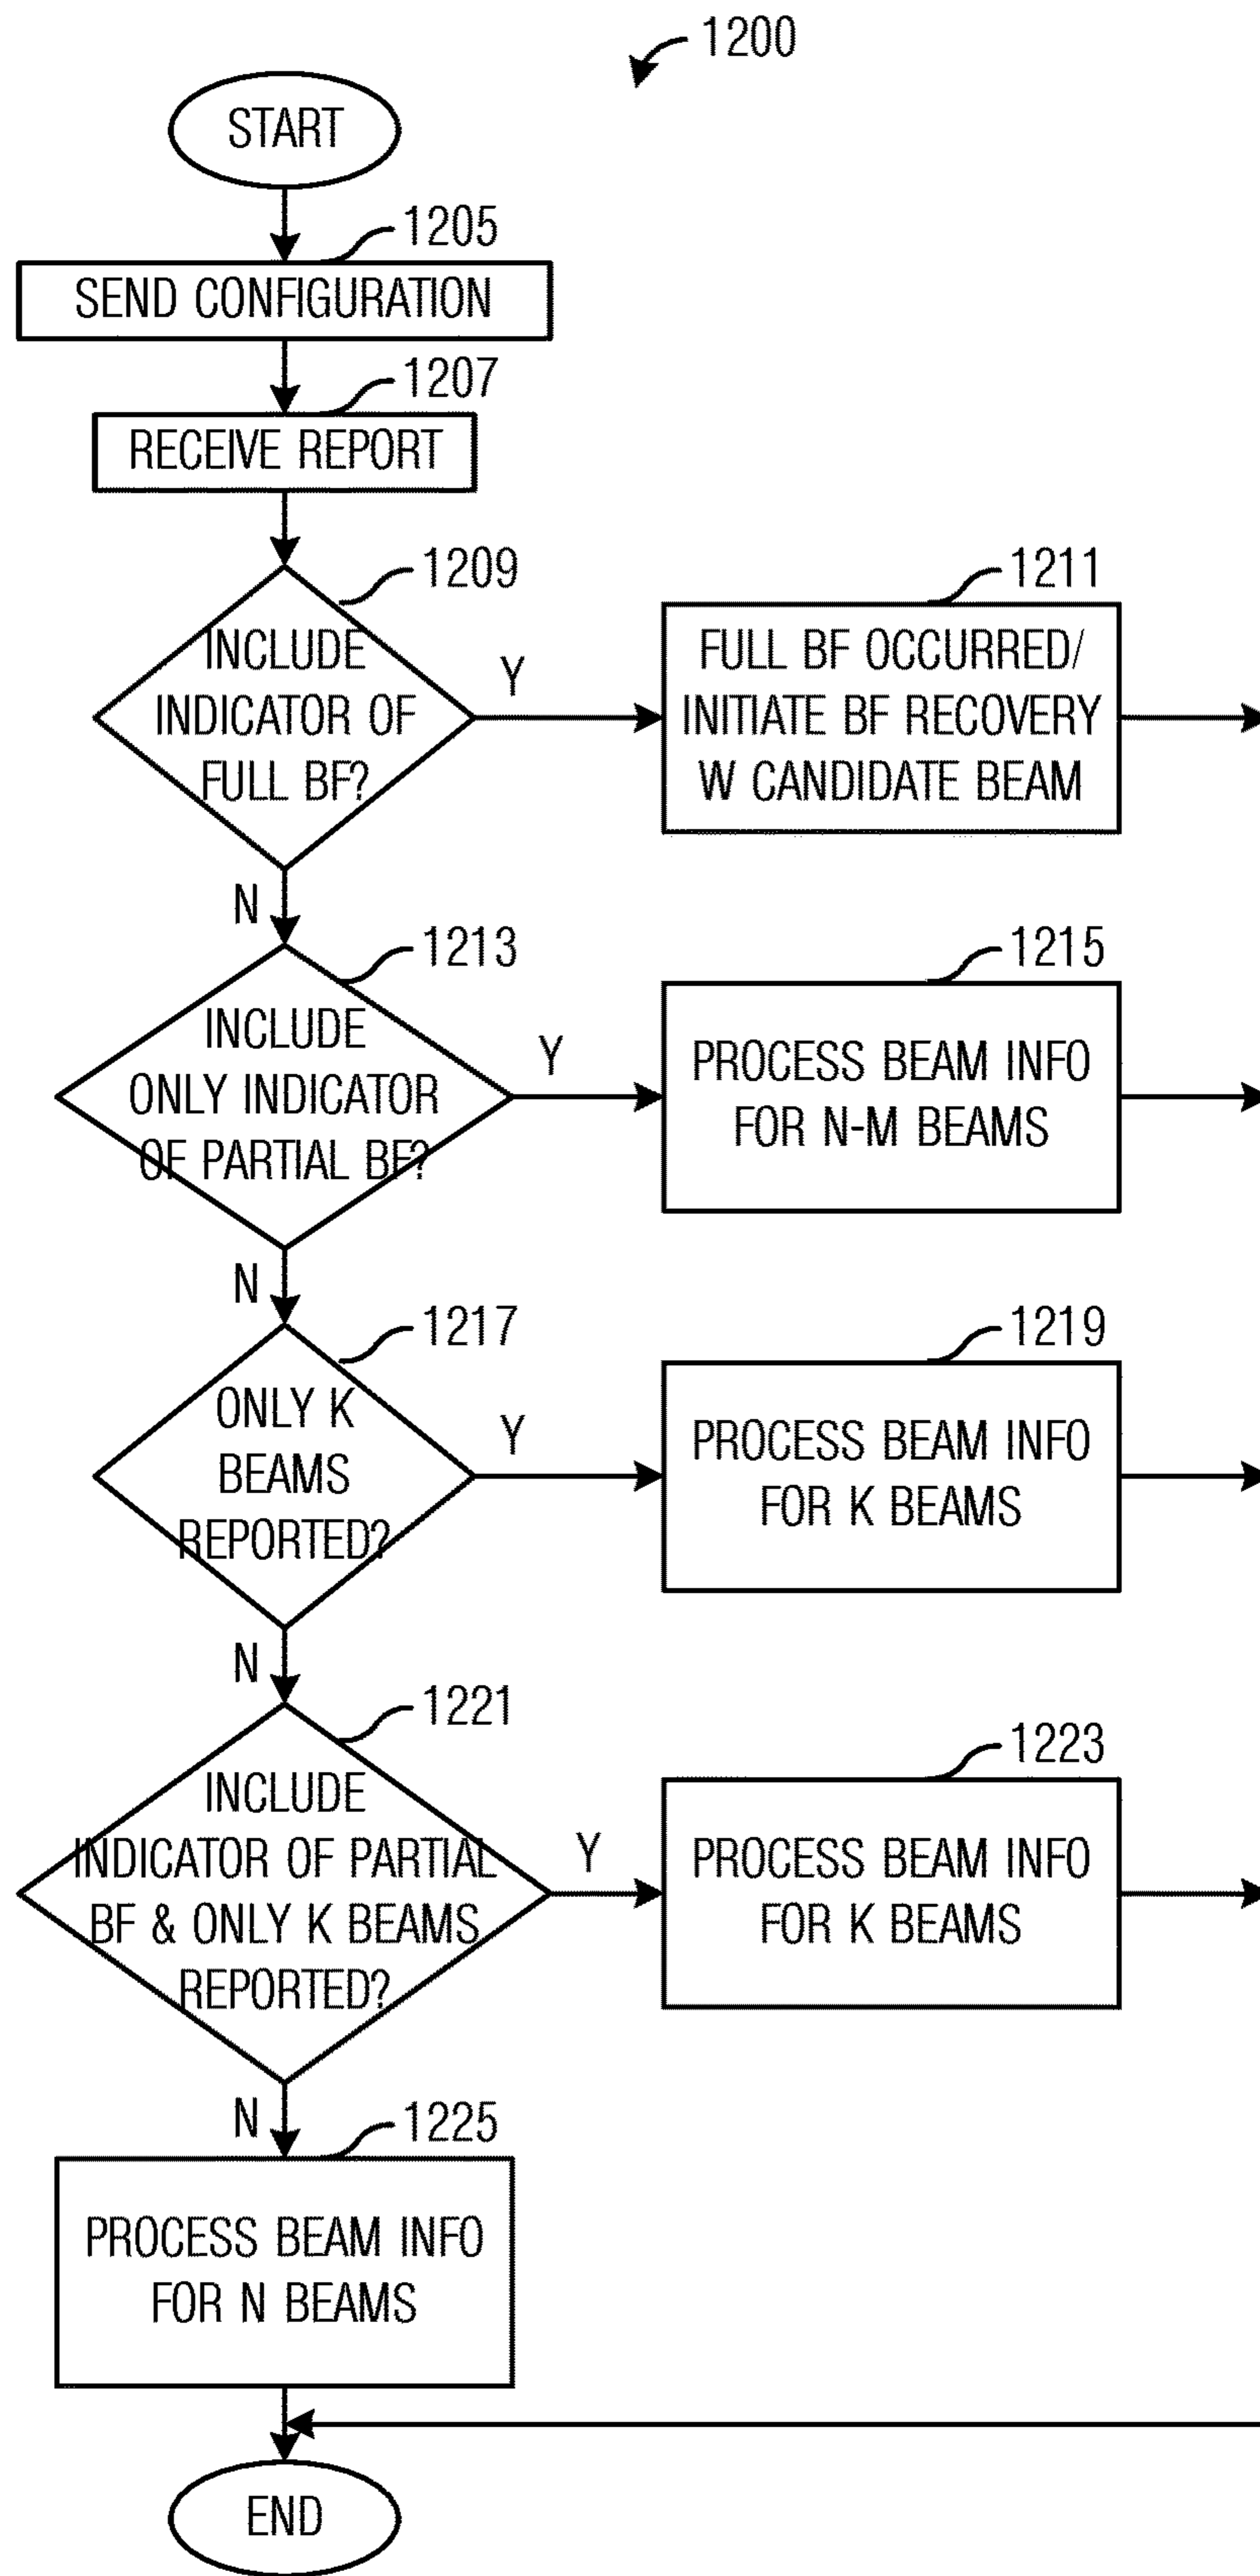 1200
START
1205
SEND CONFIGURATION
1207
RECEIVE REPORT
1209
INCLUDE
INDICATOR OF
FULL BF?
Y
1211
FULL BF OCCURRED/
INITIATE BF RECOVERY
W CANDIDATE BEAM
N
1213
INCLUDE
ONLY INDICATOR
OF PARTIAL BF?
Y
1215
PROCESS BEAM INFO
FOR N-M BEAMS
N
1217
ONLY K
BEAMS
REPORTED?
Y
1219
PROCESS BEAM INFO
FOR K BEAMS
N
1221
INCLUDE
INDICATOR OF PARTIAL
BF & ONLY K BEAMS
REPORTED?
Y
1223
PROCESS BEAM INFO
FOR K BEAMS
N
1225
PROCESS BEAM INFO
FOR N BEAMS
END